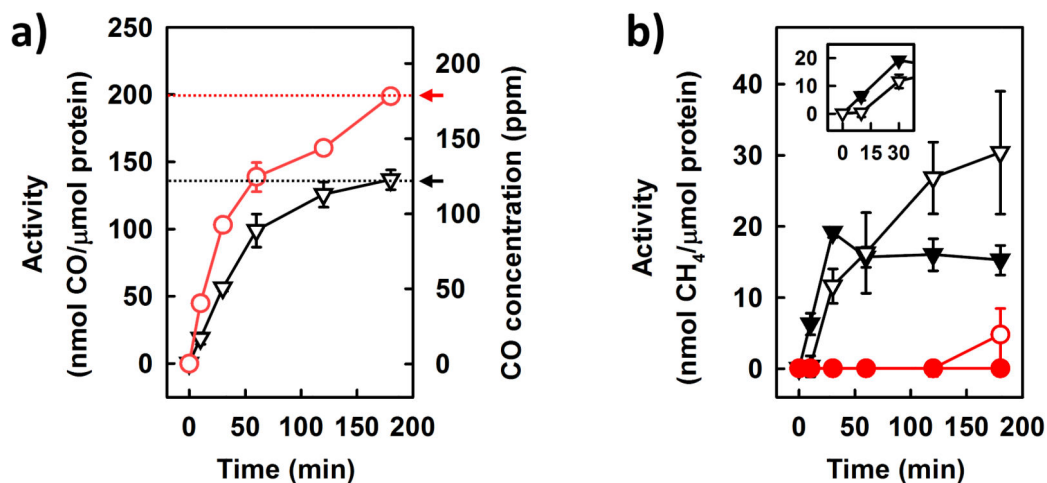 a)
250
200
150
100
50
0
Activity
(nmol CO/μmol protein)
200
150
100
50
0
CO concentration (ppm)
0 50 100 150 200
Time (min)
b)
40
30
20
10
0
Activity
(nmol CH₄/μmol protein)
20
10
0
0 15 30
0 50 100 150 200
Time (min)